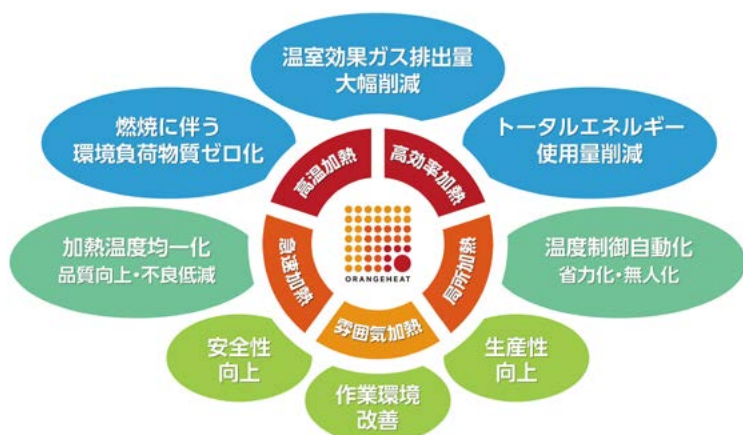 温室効果ガス排出量
大幅削減
燃焼に伴う
環境負荷物質ゼロ化
トータルエネルギー
使用量削減
高温加熱
高効率加熱
加熱温度均一化
品質向上・不良低減
急速加熱
ORANGEHEAT
局所加熱
温度制御自動化
省力化・無人化
雰囲気加熱
安全性
向上
作業環境
改善
生産性
向上